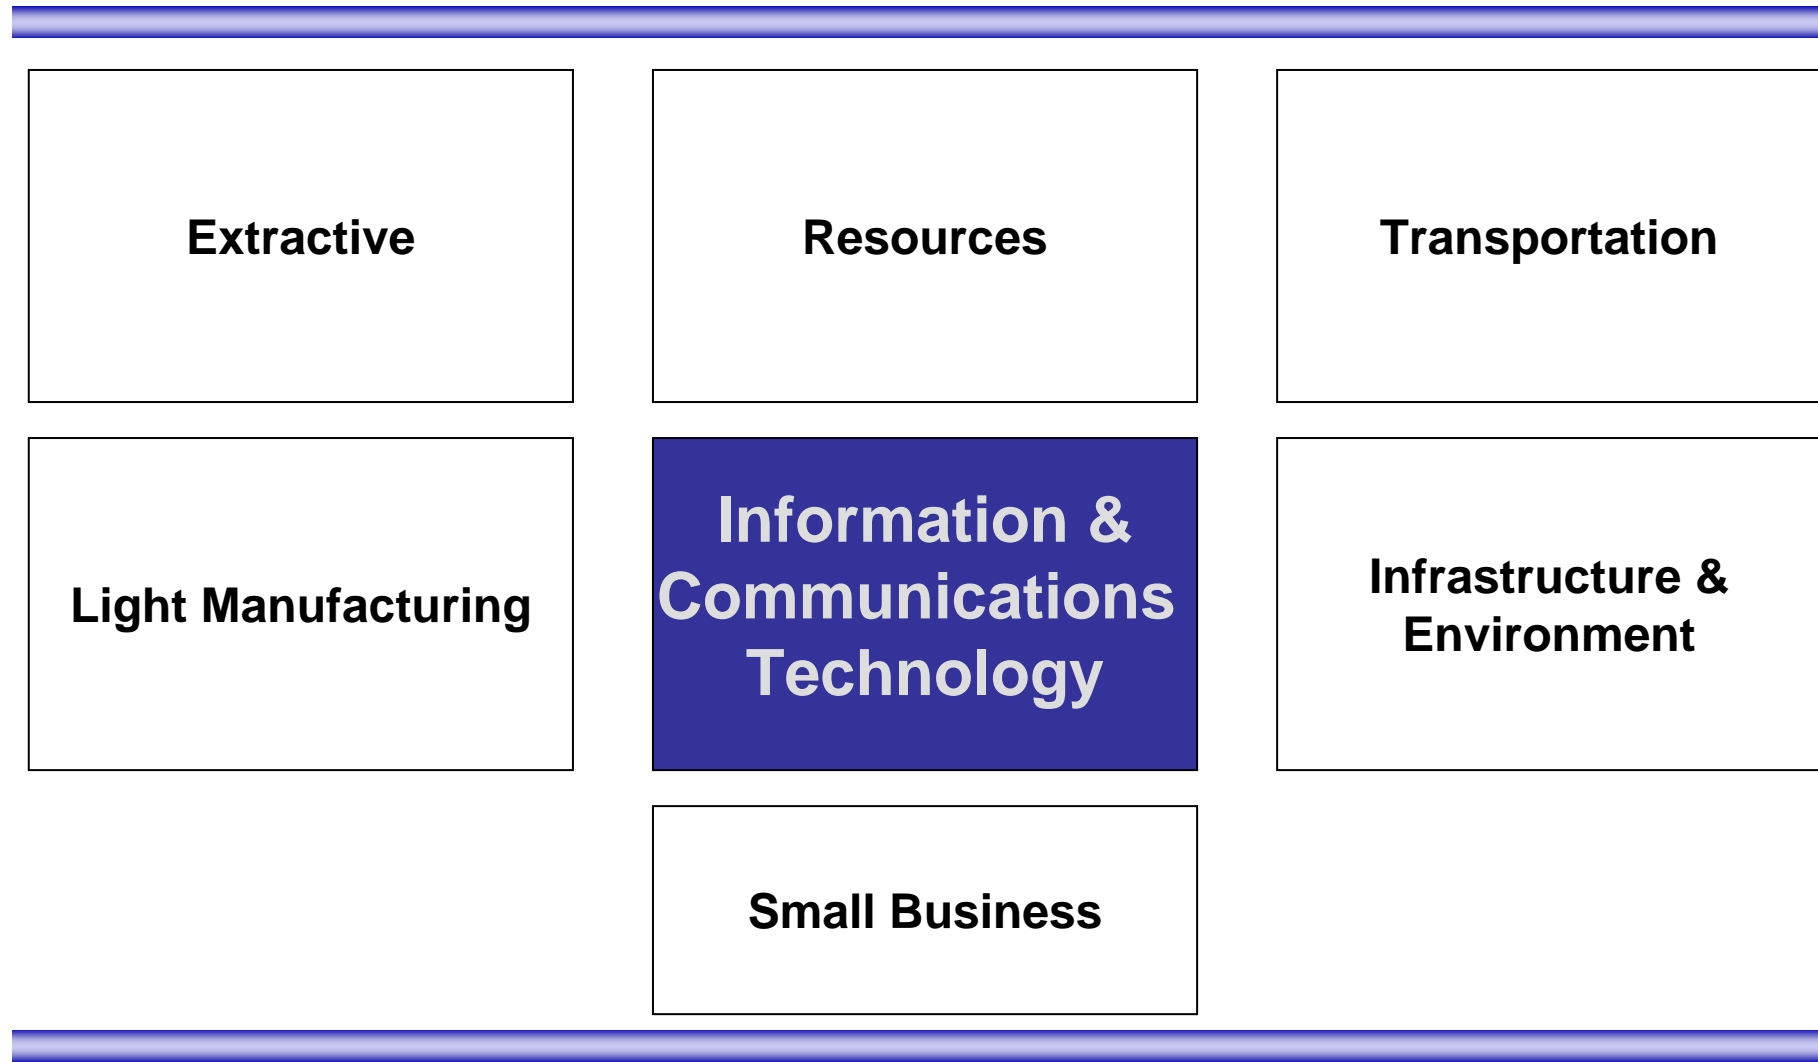 Extractive
Resources
Transportation
Light Manufacturing
Information &
Communications
Technology
Infrastructure &
Environment
Small Business